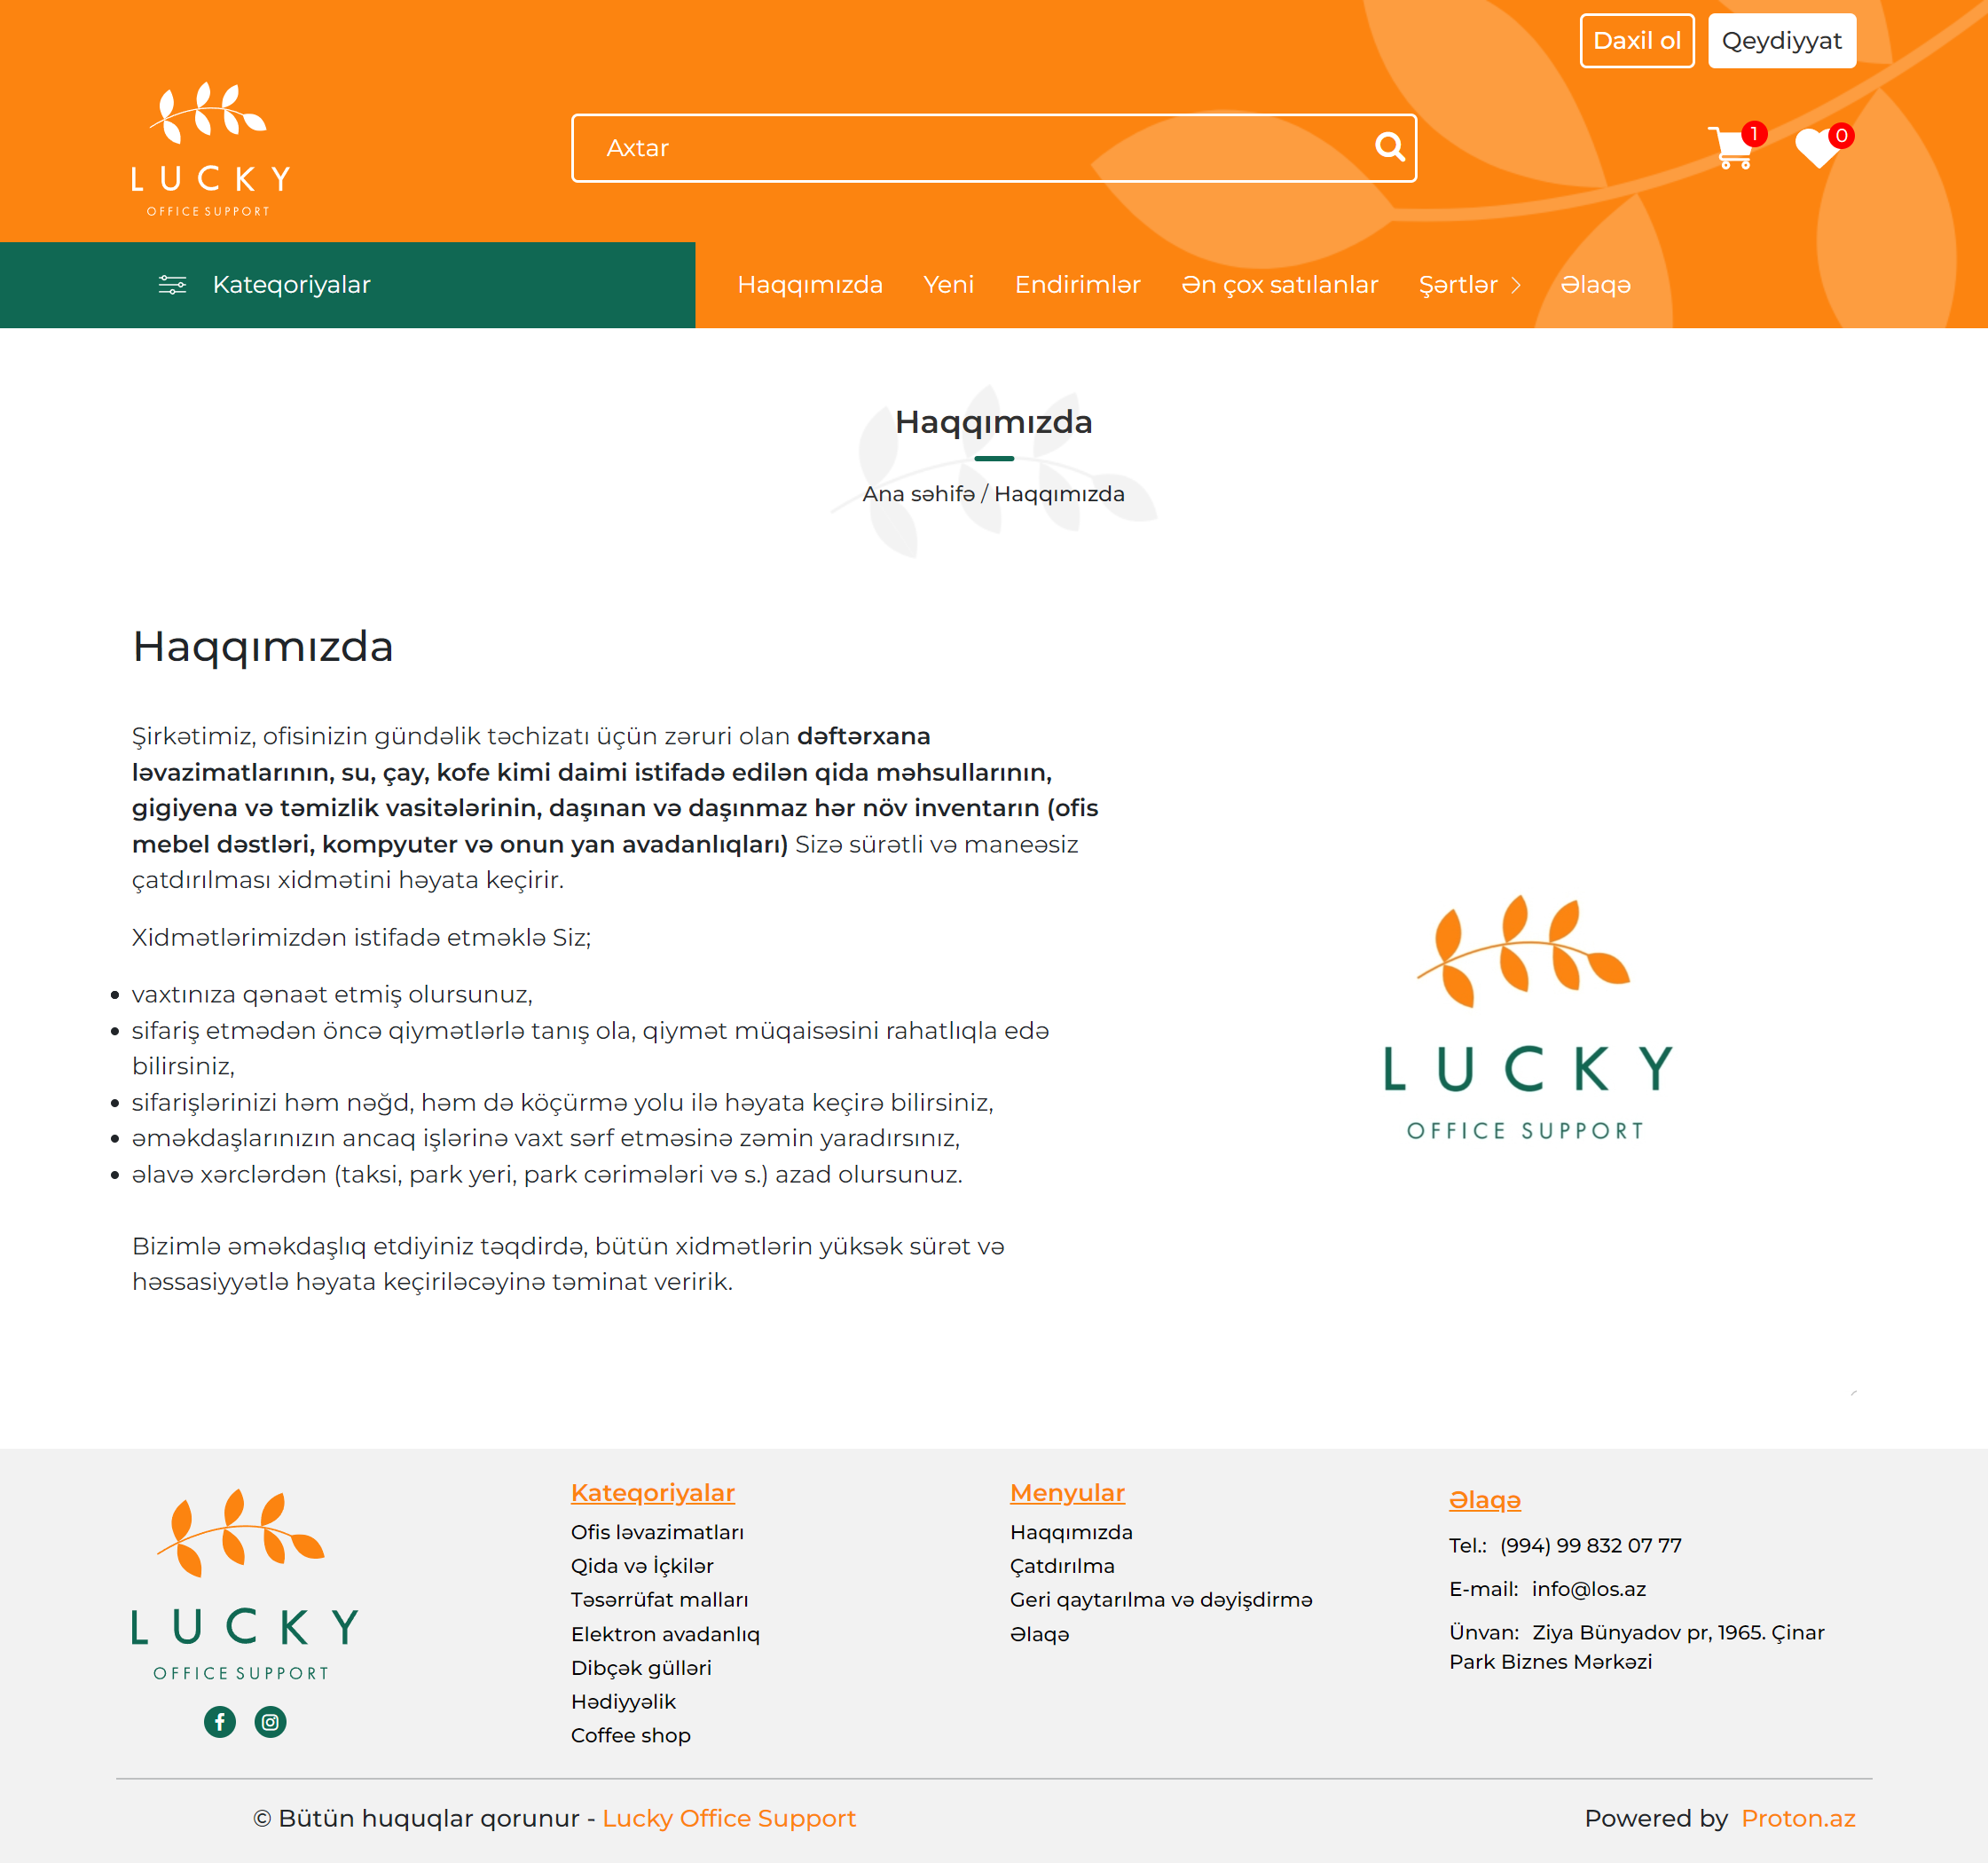 Daxil ol
Qeydiyyat
LUCKY
OFFICE SUPPORT
Axtar
1
0
Kateqoriyalar
Haqqımızda
Yeni
Endirimlər
Ən çox satılanlar
Şərtlər
Əlaqə
Haqqımızda
Ana səhifə / Haqqımızda
Haqqımızda
Şirkətimiz, ofisinizin gündəlik təchizatı üçün zəruri olan dəftərxana
ləvazimatlarının, su, çay, kofe kimi daimi istifadə edilən qida məhsullarının,
gigiyena və təmizlik vasitələrinin, daşınan və daşınmaz hər növ inventarın (ofis
mebel dəstləri, kompyuter və onun yan avadanlıqları) Sizə sürətli və maneəsiz
çatdırılması xidmətini həyata keçirir.
Xidmətlərimizdən istifadə etməklə Siz;
vaxtınıza qənaət etmiş olursunuz,
sifariş etmədən öncə qiymətlərlə tanış ola, qiymət müqaisəsini rahatlıqla edə
bilirsiniz,
sifarişlərinizi həm nəğd, həm də köçürmə yolu ilə həyata keçirə bilirsiniz,
əməkdaşlarınızın ancaq işlərinə vaxt sərf etməsinə zəmin yaradırsınız,
əlavə xərclərdən (taksi, park yeri, park cərimələri və s.) azad olursunuz.
Bizimlə əməkdaşlıq etdiyiniz təqdirdə, bütün xidmətlərin yüksək sürət və
həssasiyyətlə həyata keçiriləcəyinə təminat veririk.
LUCKY
OFFICE SUPPORT
LUCKY
OFFICE SUPPORT
Kateqoriyalar
Ofis ləvazimatları
Qida və İçkilər
Təsərrüfat malları
Elektron avadanlıq
Dibçək gülləri
Hədiyyəlik
Coffee shop
Menyular
Haqqımızda
Çatdırılma
Geri qaytarılma və dəyişdirmə
Əlaqə
Əlaqə
Tel.: (994) 99 832 07 77
E-mail: info@los.az
Ünvan: Ziya Bünyadov pr, 1965. Çinar
Park Biznes Mərkəzi
© Bütün huquqlar qorunur - Lucky Office Support
Powered by Proton.az